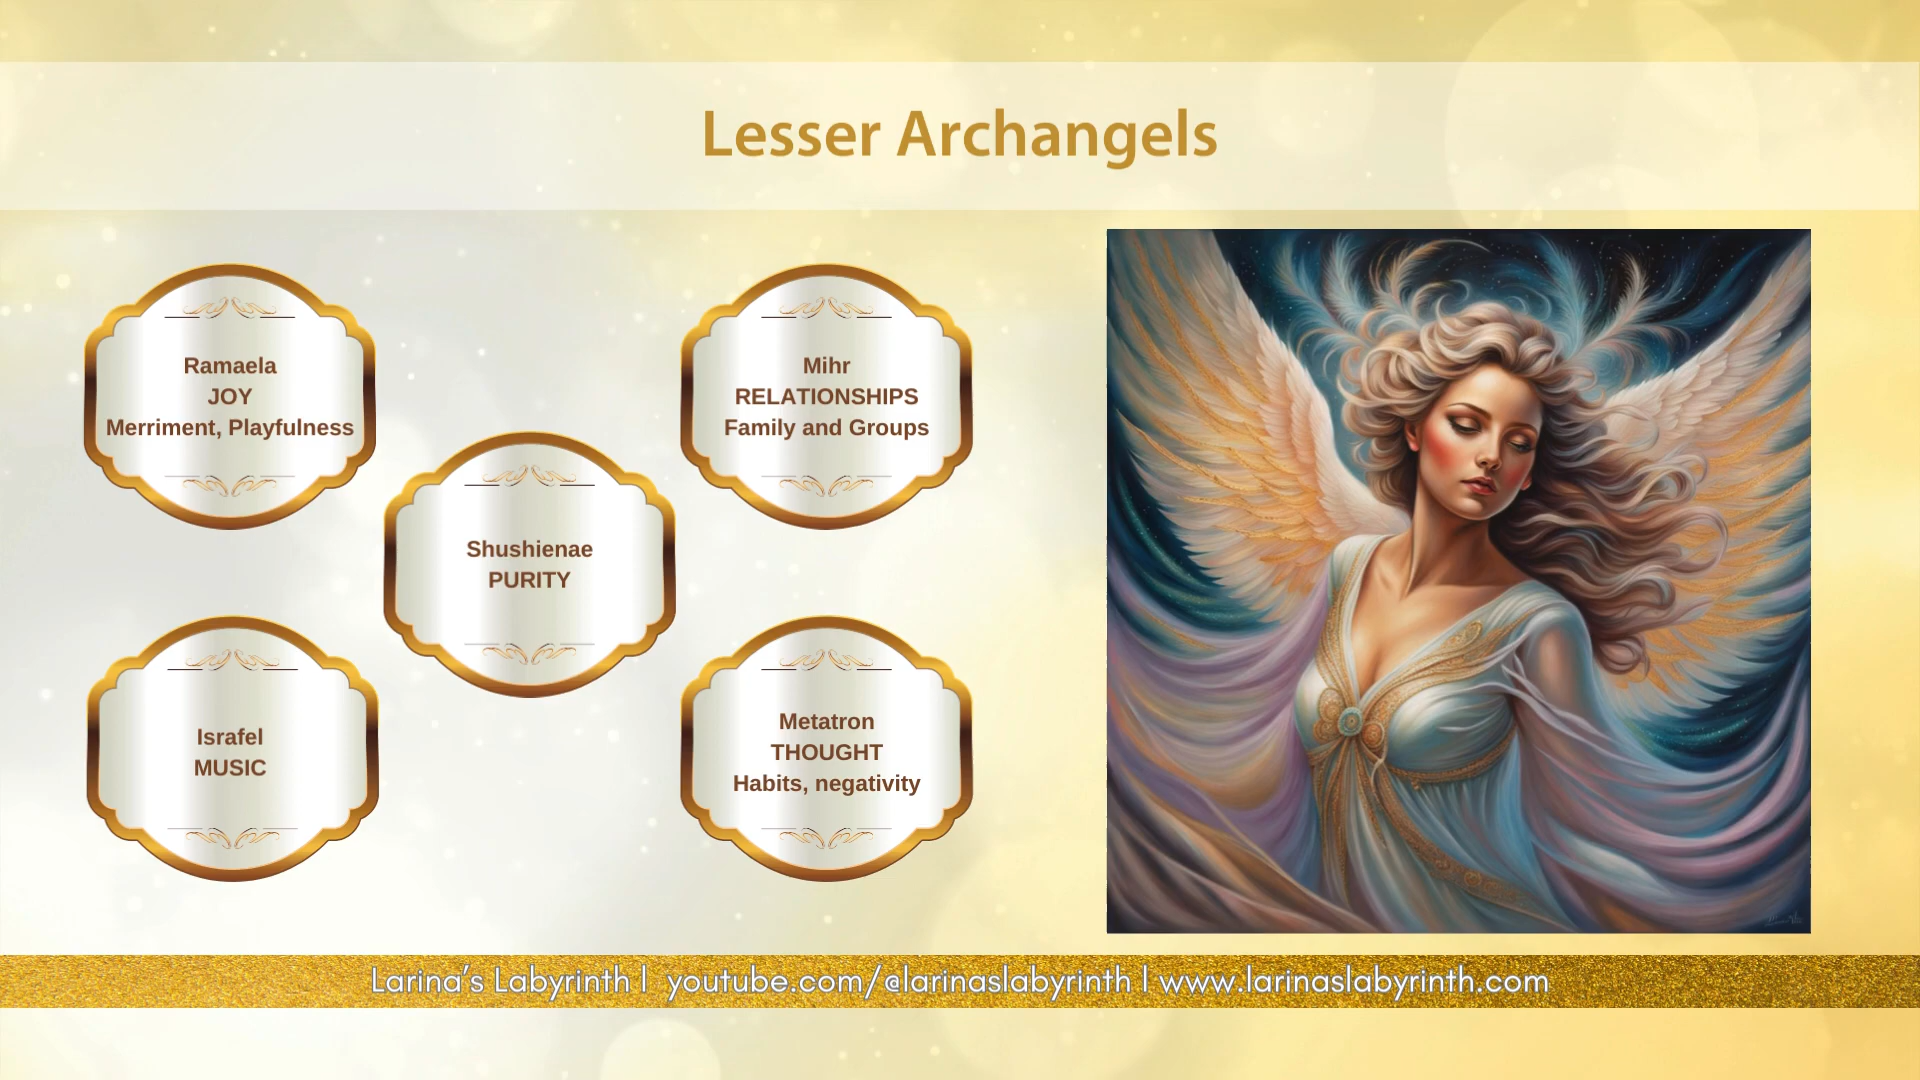 Lesser Archangels
Ramaela
JOY
Merriment, Playfulness
Mihr
RELATIONSHIPS
Family and Groups
Shushienae
PURITY
Israfel
MUSIC
Metatron
THOUGHT
Habits, negativity
Larina’s Labyrinth | youtube.com/@larinaslabyrinth | www.larinaslabyrinth.com